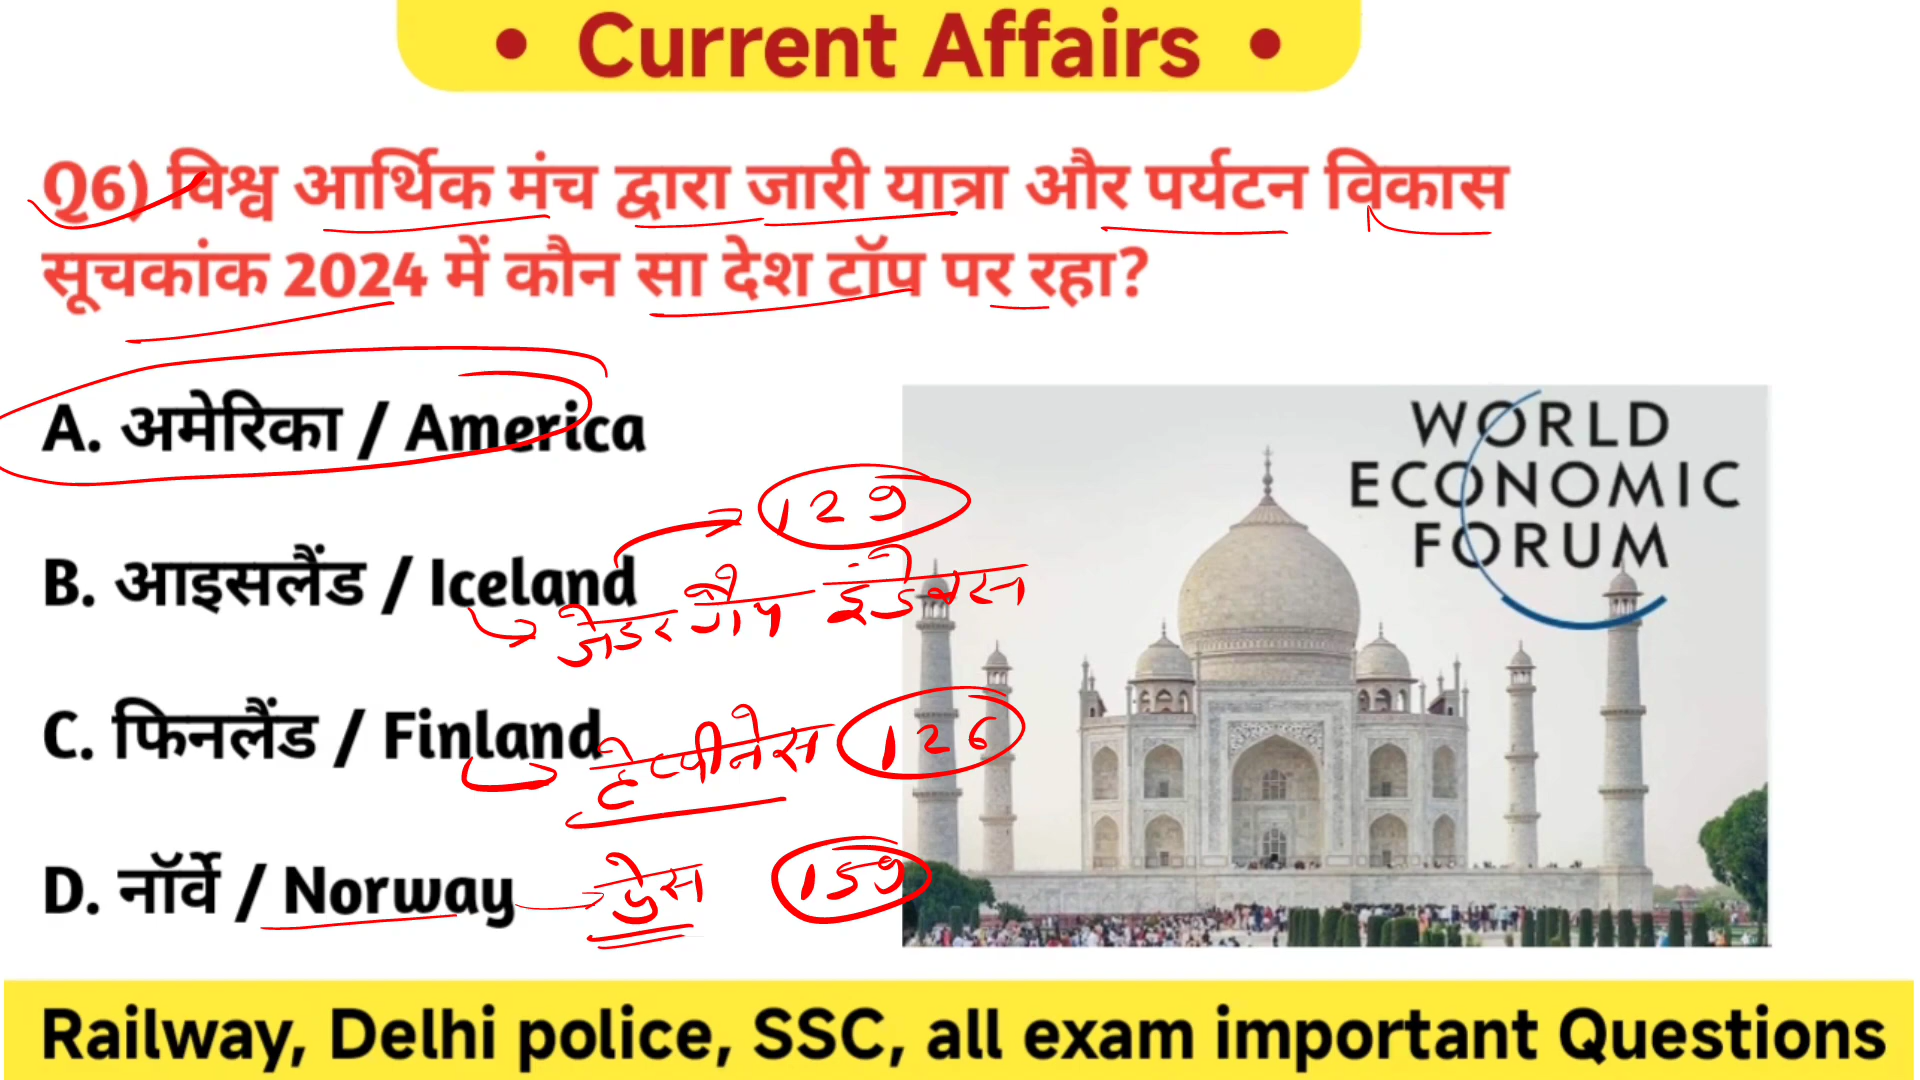 • Current Affairs •
Q6) विश्व आर्थिक मंच द्वारा जारी यात्रा और पर्यटन विकास
सूचकांक 2024 में कौन सा देश टॉप पर रहा?
A. अमेरिका / America
B. आइसलैंड / Iceland
129
जेंडर गैप इंडेक्स
C. फिनलैंड / Finland
हैप्पीनेस 126
D. नॉर्वे / Norway
प्रेस 159
WORLD
ECONOMIC
FORUM
Railway, Delhi police, SSC, all exam important Questions